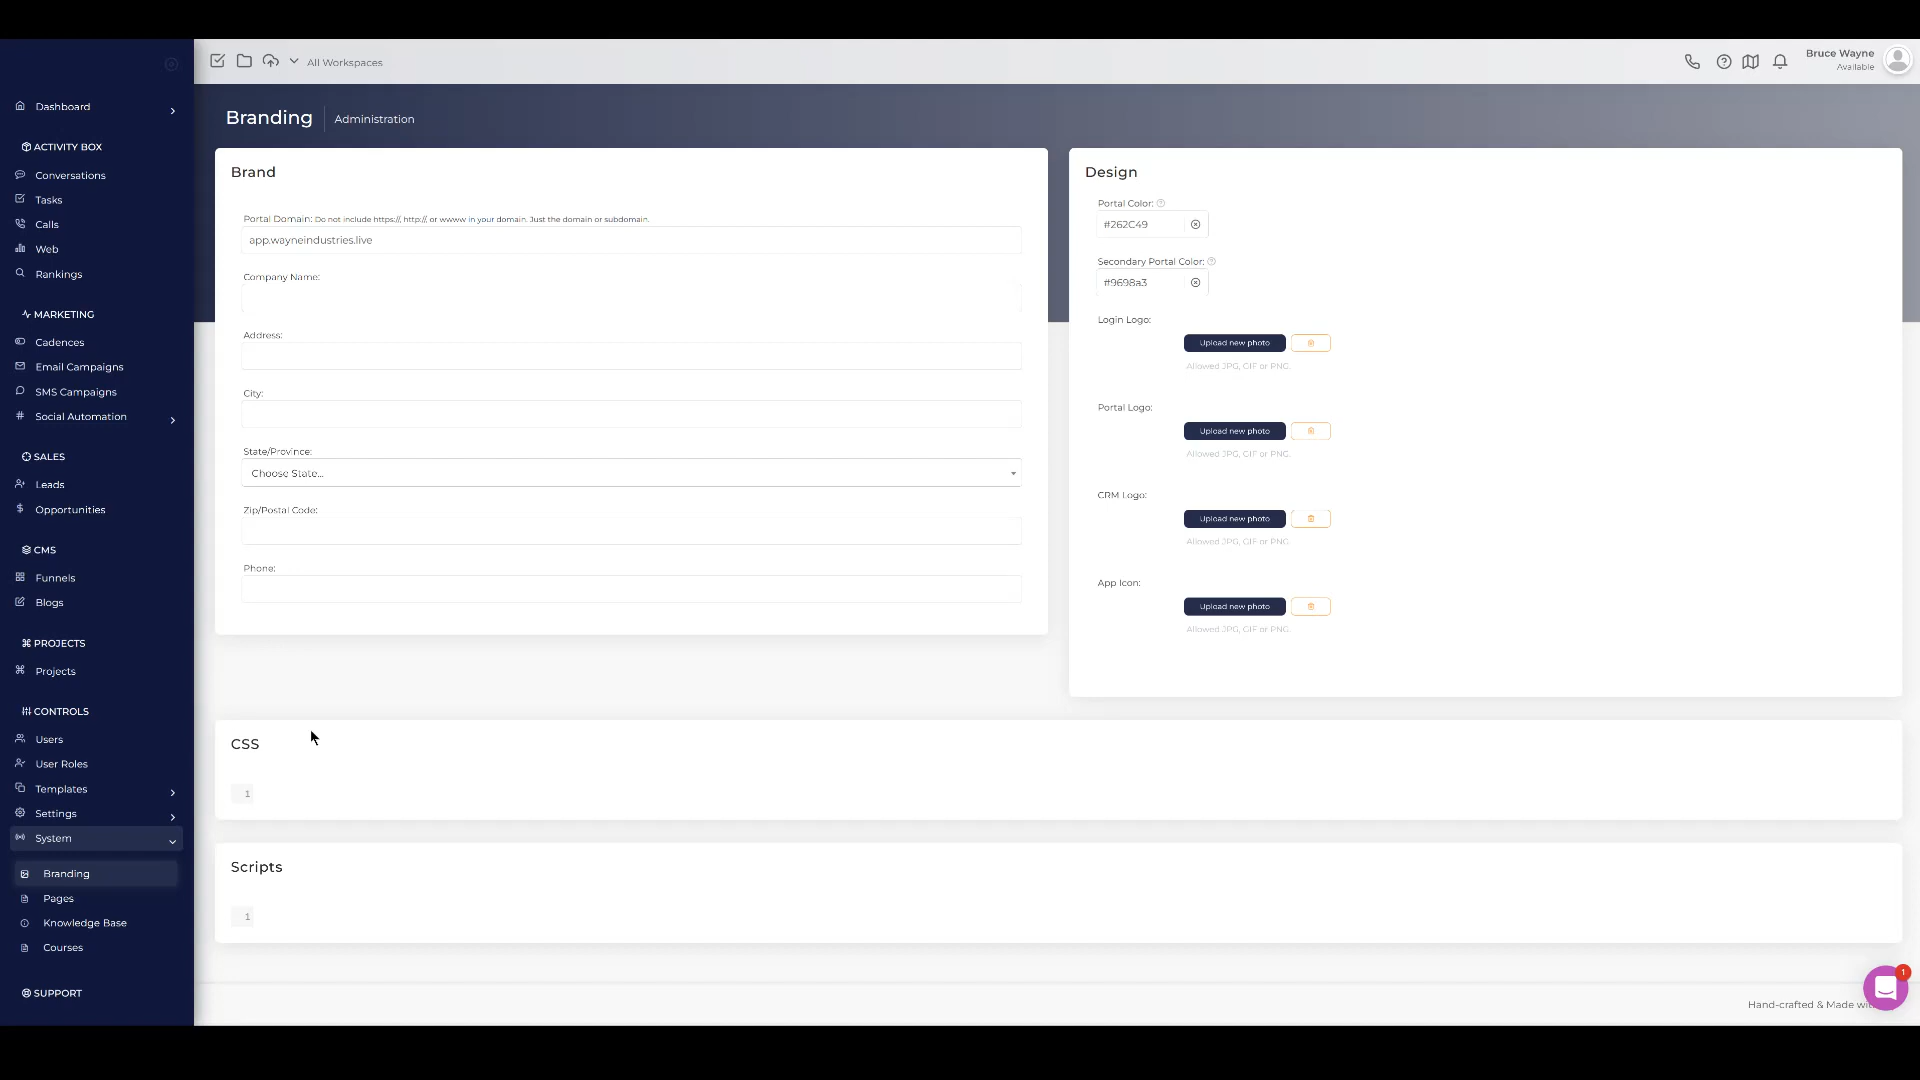 All Workspaces
Bruce Wayne
Available
Dashboard
ACTIVITY BOX
Conversations
Tasks
Calls
Web
Rankings
MARKETING
Cadences
Email Campaigns
SMS Campaigns
Social Automation
SALES
Leads
Opportunities
CMS
Funnels
Blogs
PROJECTS
Projects
CONTROLS
Users
User Roles
Templates
Settings
System
Branding
Pages
Knowledge Base
Courses
SUPPORT
Branding
Administration
Brand
Portal Domain: Do not include https://, http://, or wwww in your domain. Just the domain or subdomain.
app.wayneindustries.live
Company Name:
Address:
City:
State/Province:
Choose State...
Zip/Postal Code:
Phone:
Design
Portal Color:
#262C49
Secondary Portal Color:
#9698a3
Login Logo:
Upload new photo
Allowed JPG, GIF or PNG.
Portal Logo:
Upload new photo
Allowed JPG, GIF or PNG.
CRM Logo:
Upload new photo
Allowed JPG, GIF or PNG.
App Icon:
Upload new photo
Allowed JPG, GIF or PNG.
CSS
1
Scripts
1
1
Hand-crafted & Made